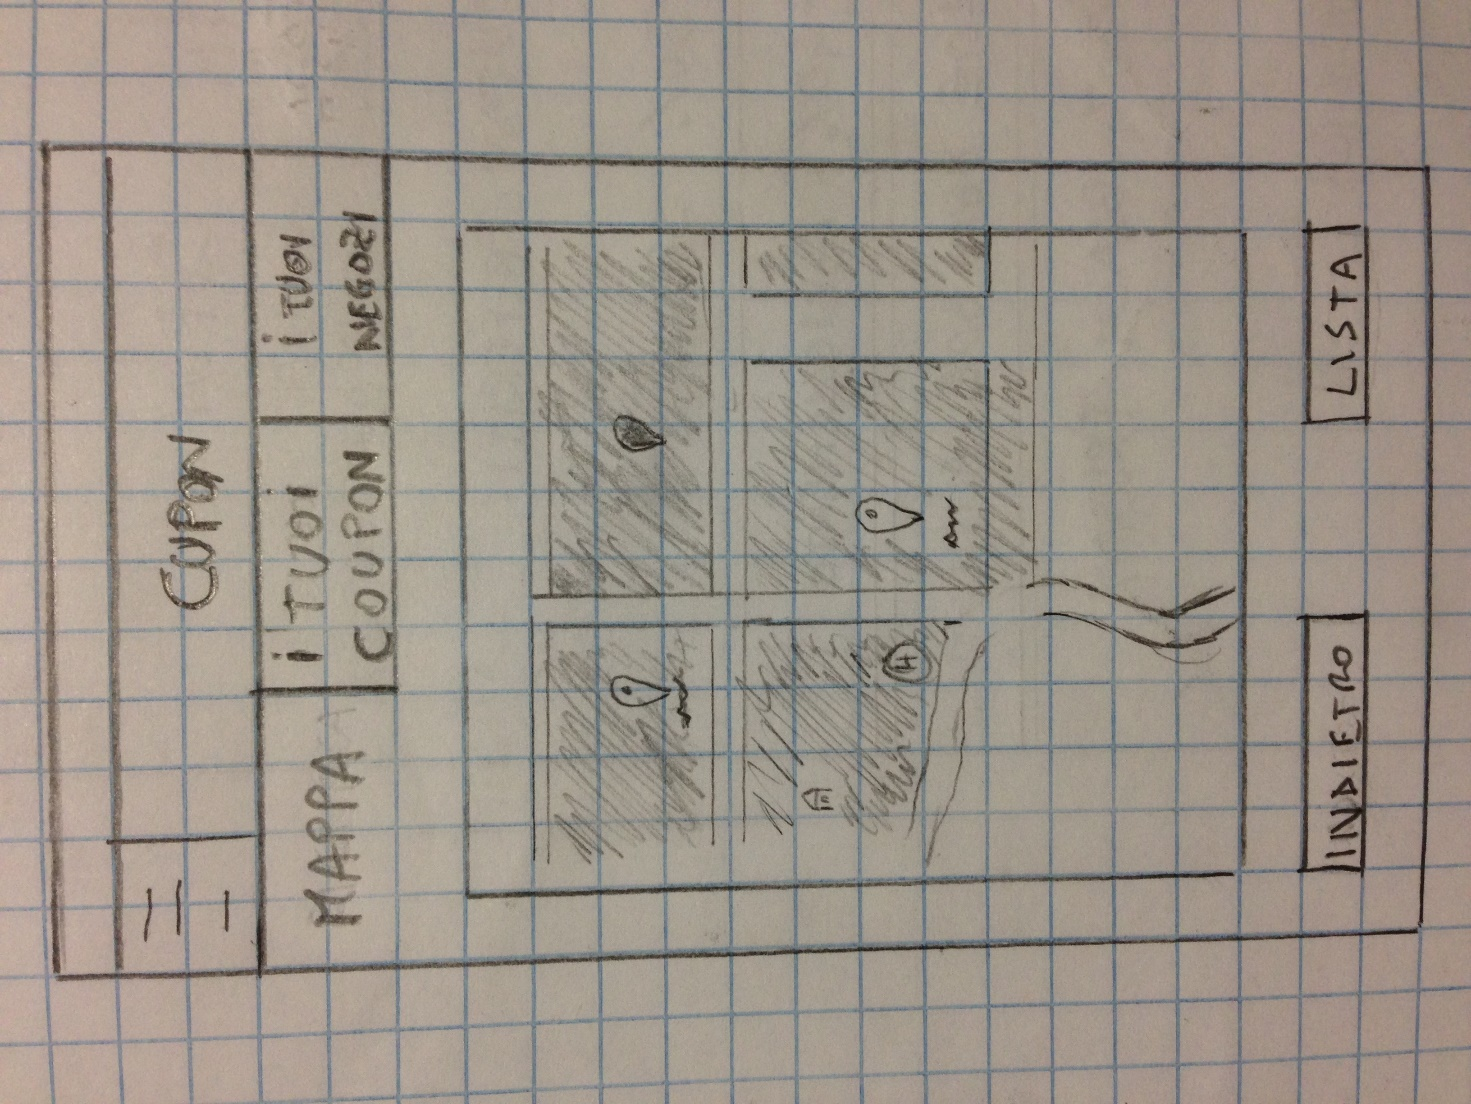 CUPON
MAPPA
i TUOI
COUPON
i TUOI
NEGOZI
H
INDIETRO
LISTA